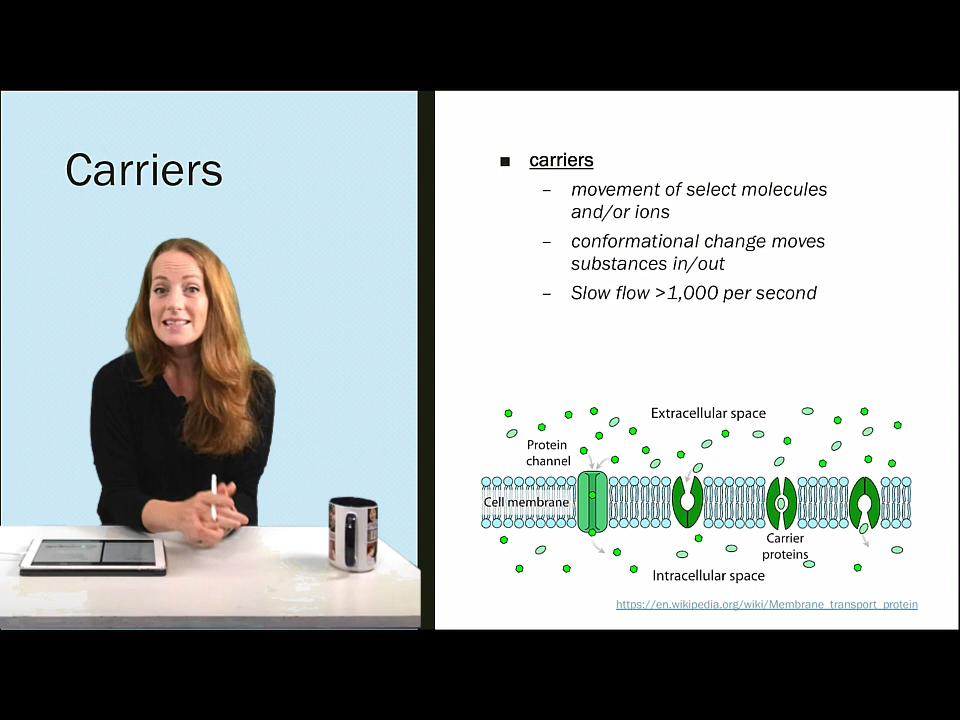 Carriers
■ carriers
– movement of select molecules
and/or ions
– conformational change moves
substances in/out
– Slow flow >1,000 per second
Extracellular space
Protein
channel
Cell membrane
Carrier
proteins
Intracellular space
https://en.wikipedia.org/wiki/Membrane_transport_protein